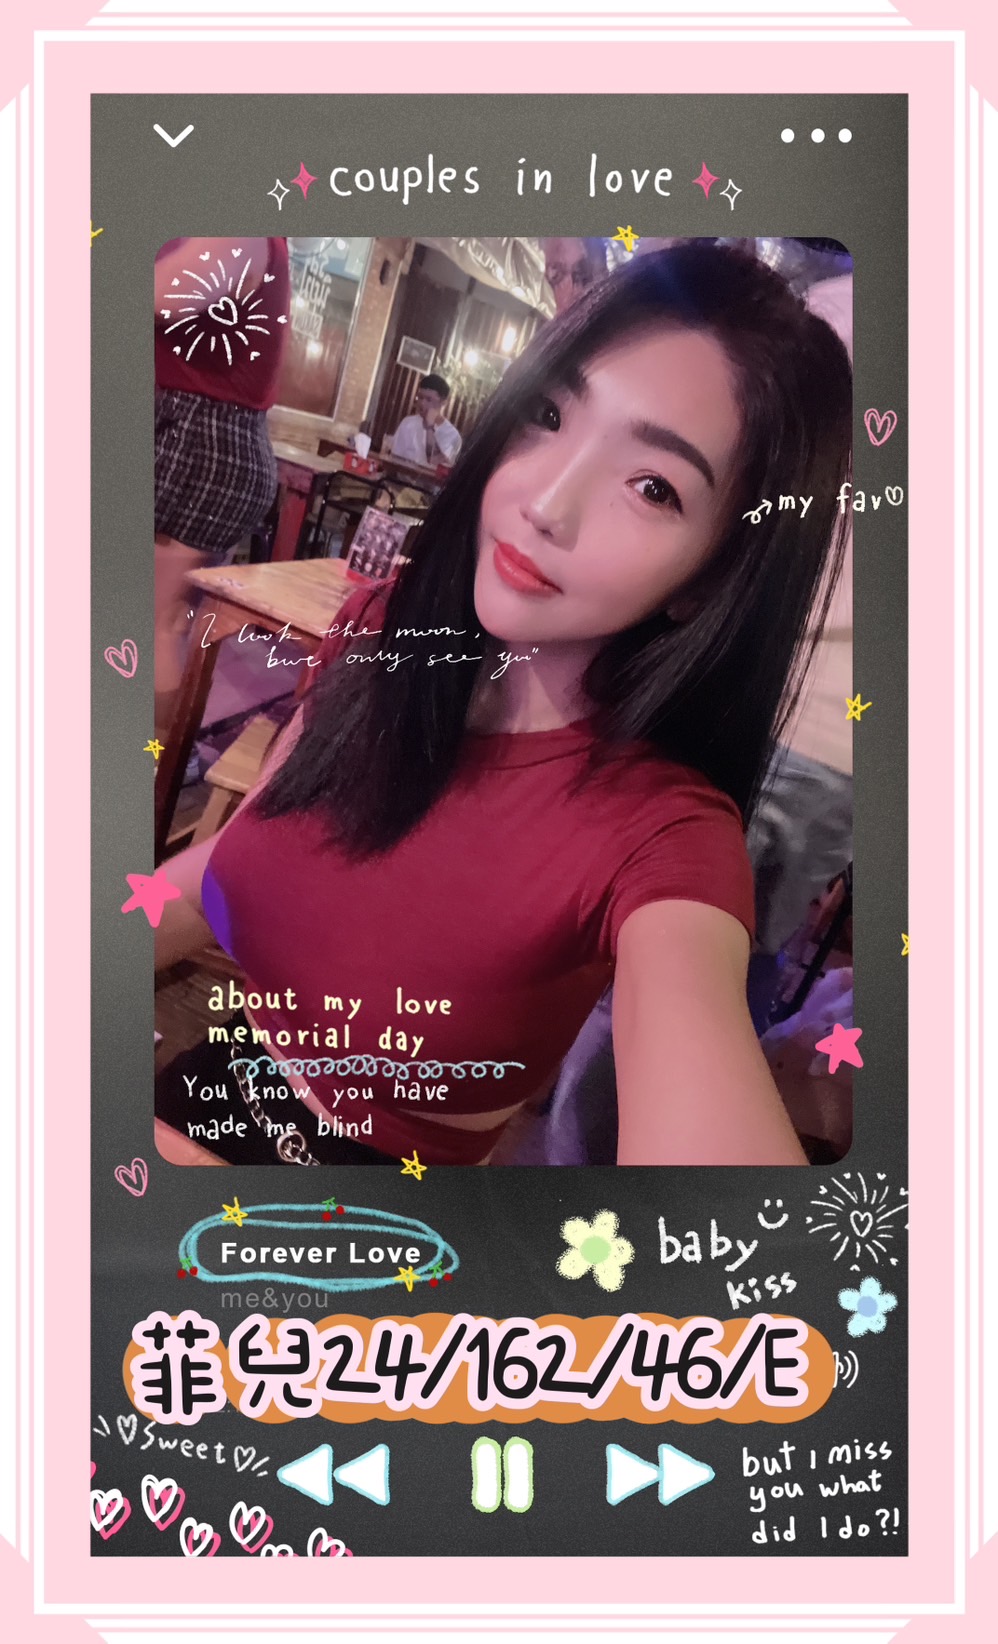 couples in love
my fav
"I look the moon,
but only see you"
about my love
memorial day
You know you have
made me blind
Forever Love
me&you
baby
kiss
菲兒24/162/46/E
Sweet
but I miss
you what
did I do?!